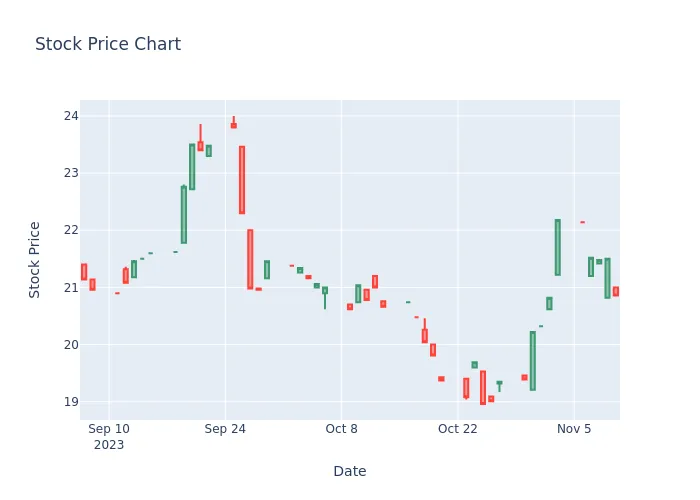 Stock Price Chart
Stock Price
24
23
22
21
20
19
Sep 10
2023
Sep 24
Oct 8
Oct 22
Nov 5
Date